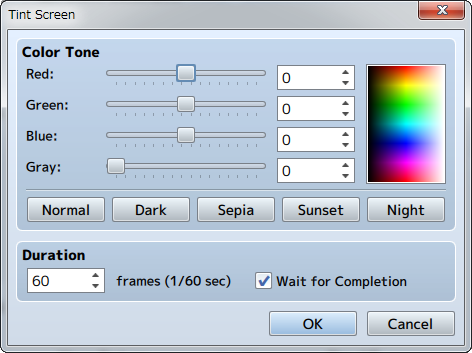 Tint Screen
Color Tone
Red: 0
Green: 0
Blue: 0
Gray: 0
Normal Dark Sepia Sunset Night
Duration
60 frames (1/60 sec) Wait for Completion
OK Cancel